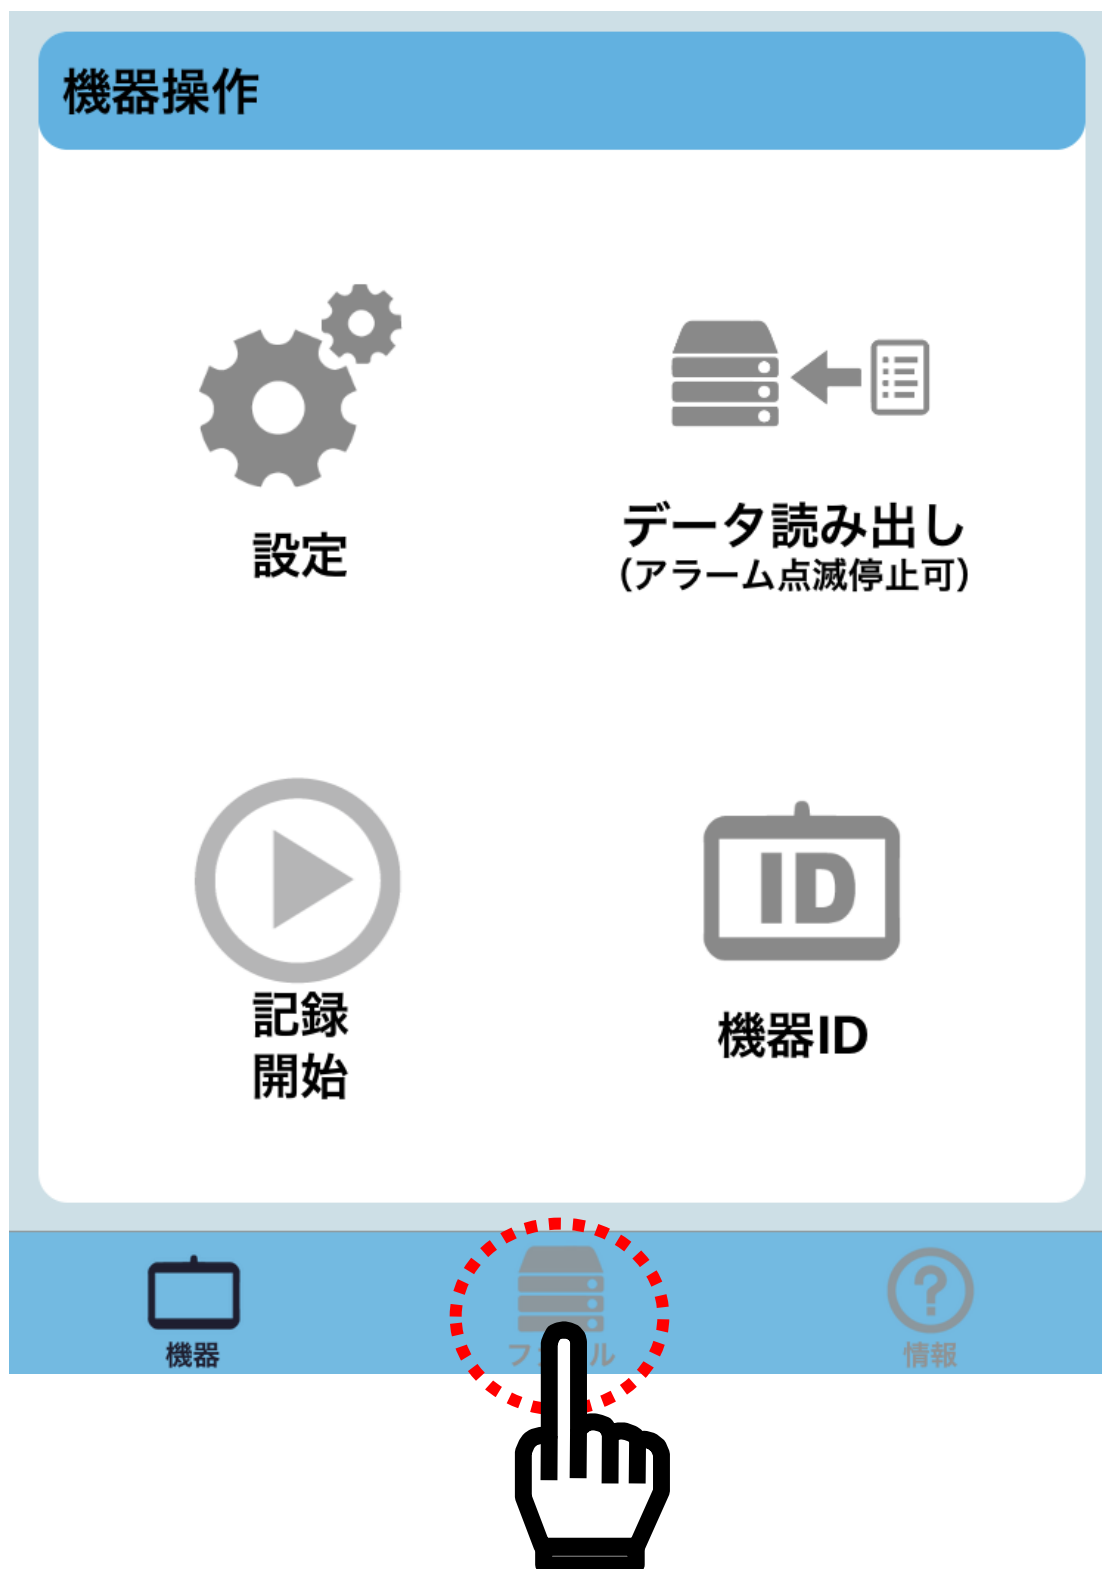 機器操作
設定
データ読み出し
（アラーム点滅停止可）
記録
開始
ID
機器ID
機器
情報